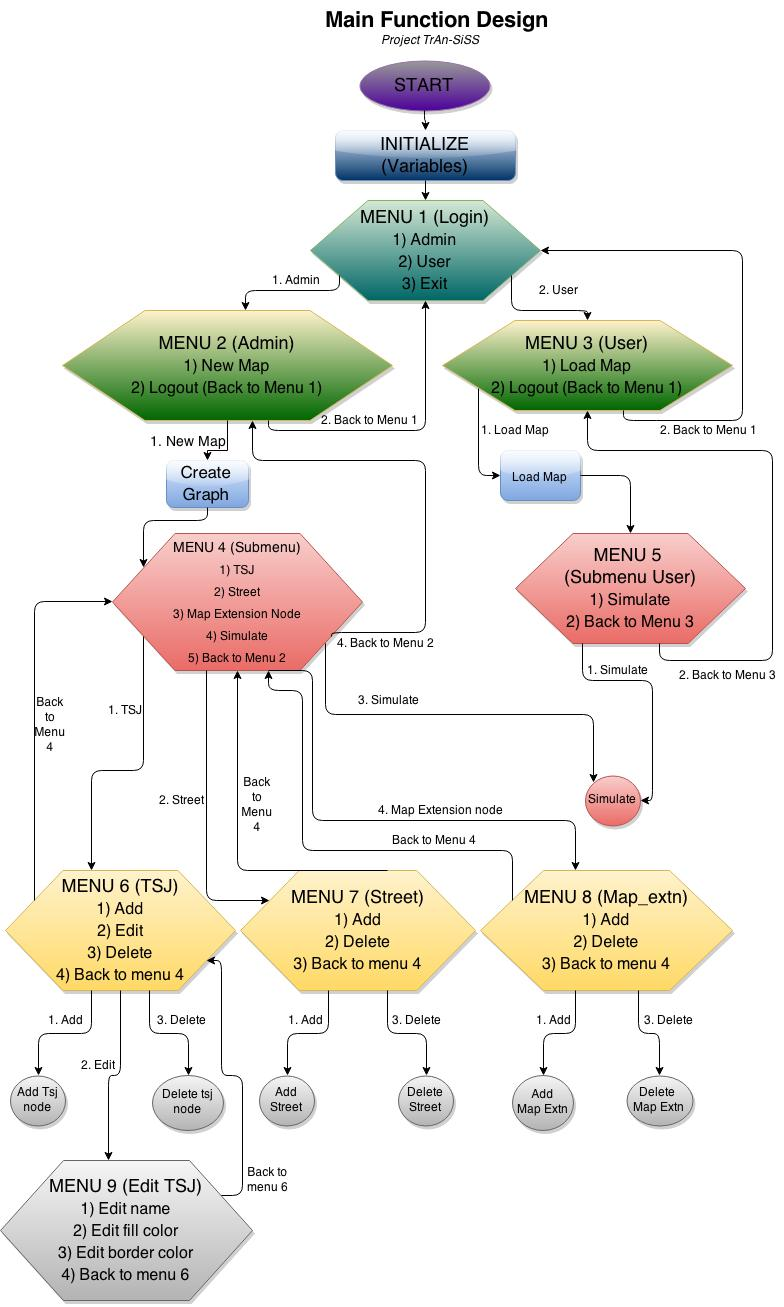 Main Function Design
Project TrAn-SiSS
START
INITIALIZE
(Variables)
MENU 1 (Login)
1) Admin
2) User
3) Exit
1. Admin
2. User
MENU 2 (Admin)
1) New Map
2) Logout (Back to Menu 1)
MENU 3 (User)
1) Load Map
2) Logout (Back to Menu 1)
2. Back to Menu 1
1. Load Map
2. Back to Menu 1
1. New Map
Create
Graph
Load Map
MENU 4 (Submenu)
1) TSJ
2) Street
3) Map Extension Node
4) Simulate
5) Back to Menu 2
MENU 5
(Submenu User)
1) Simulate
2) Back to Menu 3
4. Back to Menu 2
1. Simulate
2. Back to Menu 3
Back
to
Menu
4
1. TSJ
3. Simulate
2. Street
Back
to
Menu
4
Simulate
4. Map Extension node
Back to Menu 4
MENU 6 (TSJ)
1) Add
2) Edit
3) Delete
4) Back to menu 4
MENU 7 (Street)
1) Add
2) Delete
3) Back to menu 4
MENU 8 (Map_extn)
1) Add
2) Delete
3) Back to menu 4
1. Add
3. Delete
1. Add
3. Delete
1. Add
3. Delete
2. Edit
Add Tsj
node
Delete tsj
node
Add
Street
Delete
Street
Add
Map Extn
Delete
Map Extn
Back to
menu 6
MENU 9 (Edit TSJ)
1) Edit name
2) Edit fill color
3) Edit border color
4) Back to menu 6